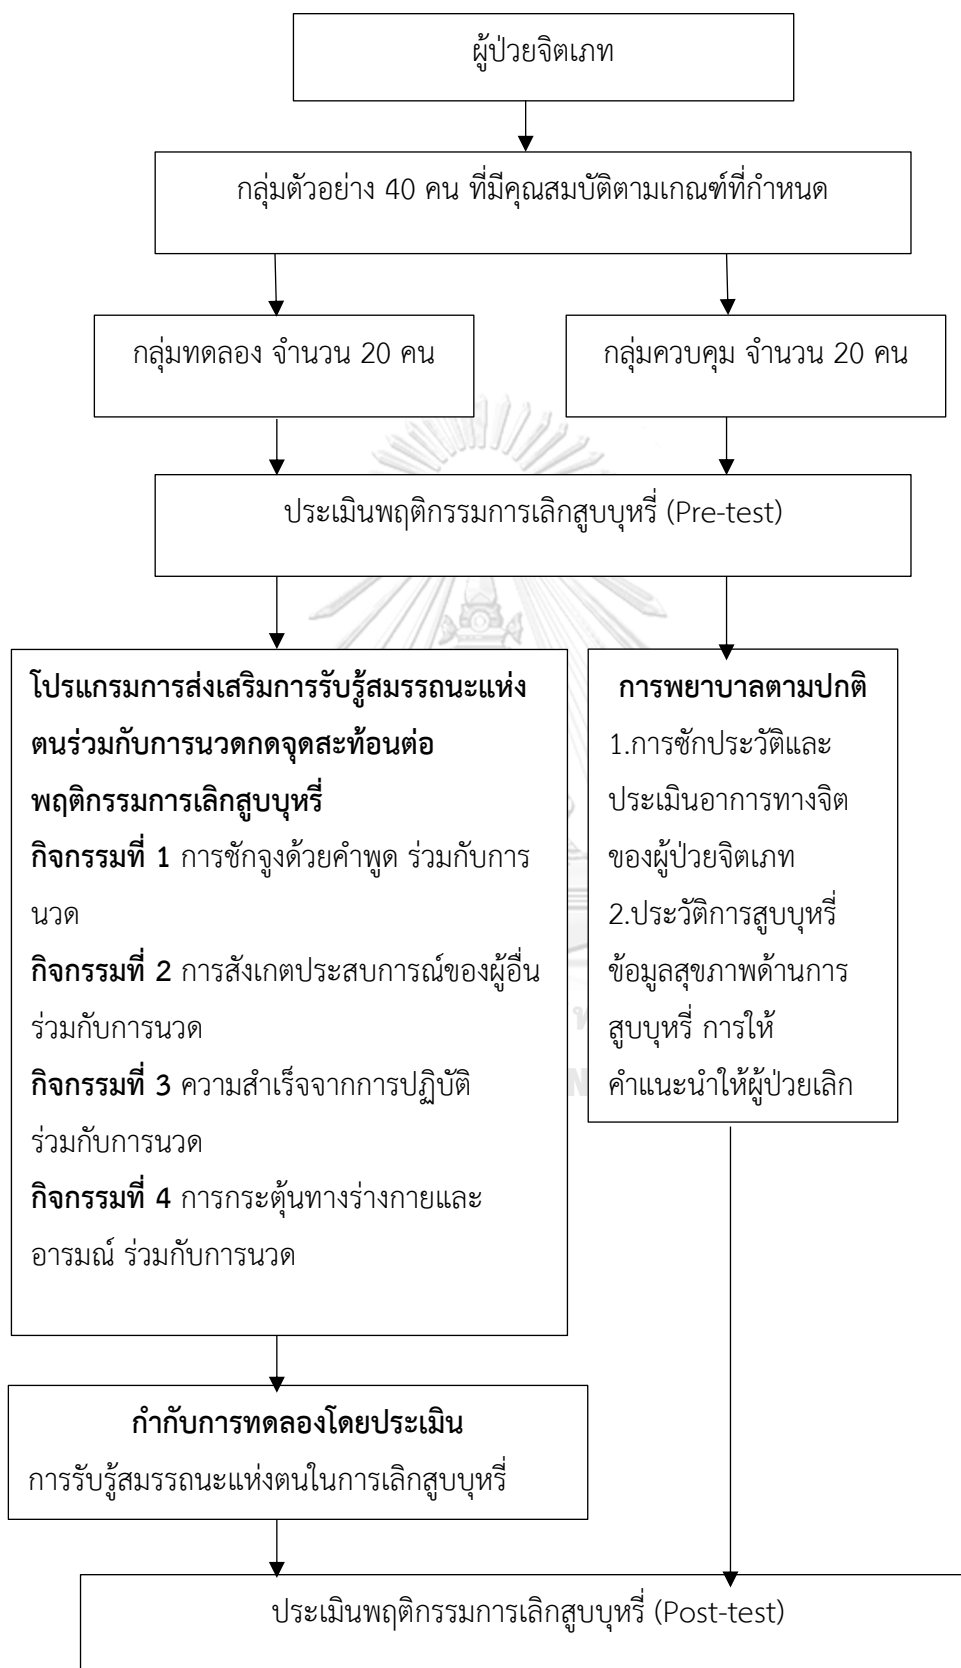 ผู้ป่วยจิตเภท
กลุ่มตัวอย่าง 40 คน ที่มีคุณสมบัติตามเกณฑ์ที่กำหนด
กลุ่มทดลอง จำนวน 20 คน
กลุ่มควบคุม จำนวน 20 คน
ประเมินพฤติกรรมการเลิกสูบบุหรี่ (Pre-test)
โปรแกรมการส่งเสริมการรับรู้สมรรถนะแห่ง
ตนร่วมกับการนวดกดจุดสะท้อนต่อ
พฤติกรรมการเลิกสูบบุหรี่
กิจกรรมที่ 1 การชักจูงด้วยคำพูด ร่วมกับการ
นวด
กิจกรรมที่ 2 การสังเกตประสบการณ์ของผู้อื่น
ร่วมกับการนวด
กิจกรรมที่ 3 ความสำเร็จจากการปฏิบัติ
ร่วมกับการนวด
กิจกรรมที่ 4 การกระตุ้นทางร่างกายและ
อารมณ์ ร่วมกับการนวด
การพยาบาลตามปกติ
1.การซักประวัติและ
ประเมินอาการทางจิต
ของผู้ป่วยจิตเภท
2.ประวัติการสูบบุหรี่
ข้อมูลสุขภาพด้านการ
สูบบุหรี่ การให้
คำแนะนำให้ผู้ป่วยเลิก
กำกับการทดลองโดยประเมิน
การรับรู้สมรรถนะแห่งตนในการเลิกสูบบุหรี่
ประเมินพฤติกรรมการเลิกสูบบุหรี่ (Post-test)